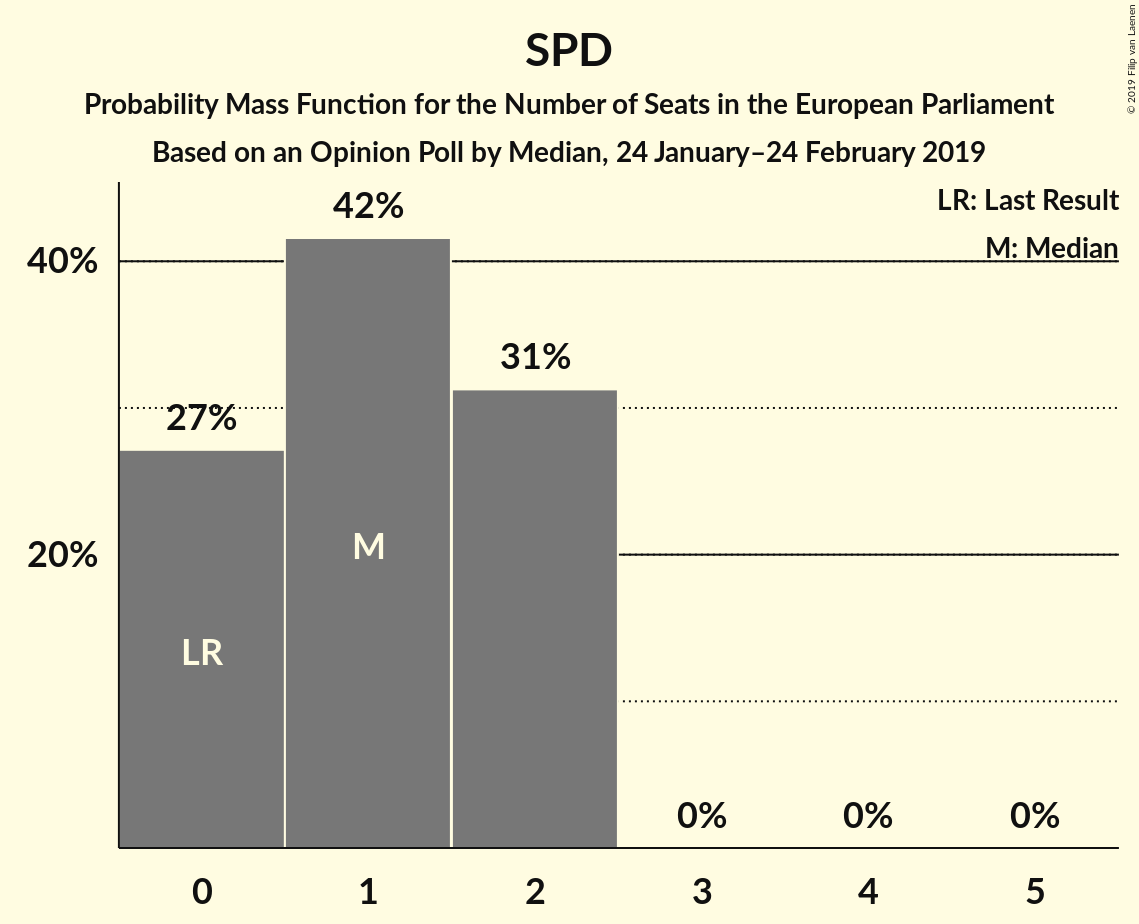 SPD
Probability Mass Function for the Number of Seats in the European Parliament
Based on an Opinion Poll by Median, 24 January–24 February 2019
© 2019 Filip van Laenen
LR: Last Result
M: Median
42%
40%
31%
27%
M
20%
LR
0% 0% 0%
0 1 2 3 4 5